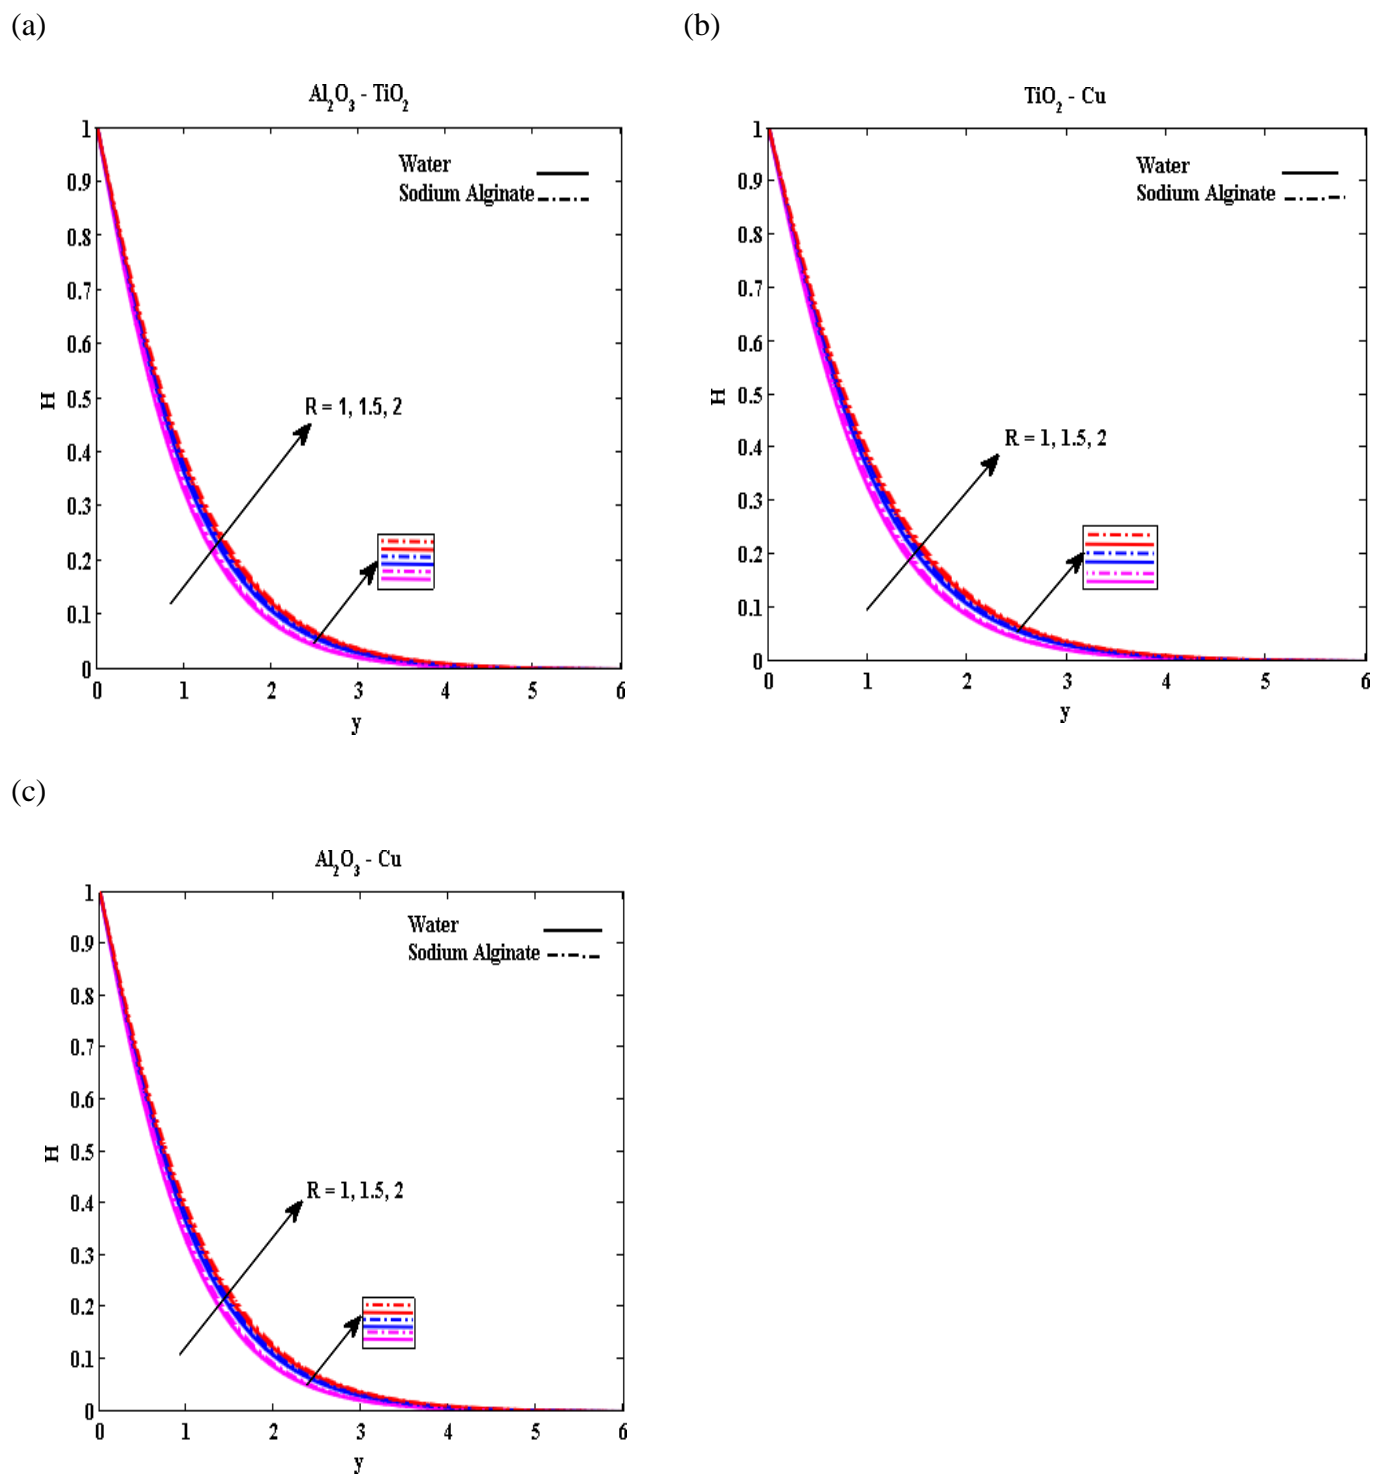 (a)
Al₂O₃ - TiO₂
Water
Sodium Alginate
1
0.9
0.8
0.7
0.6
0.5
0.4
0.3
0.2
0.1
0
H
R = 1, 1.5, 2
0 1 2 3 4 5 6
y
(b)
TiO₂ - Cu
Water
Sodium Alginate
1
0.9
0.8
0.7
0.6
0.5
0.4
0.3
0.2
0.1
0
H
R = 1, 1.5, 2
0 1 2 3 4 5 6
y
(c)
Al₂O₃ - Cu
Water
Sodium Alginate
1
0.9
0.8
0.7
0.6
0.5
0.4
0.3
0.2
0.1
0
H
R = 1, 1.5, 2
0 1 2 3 4 5 6
y